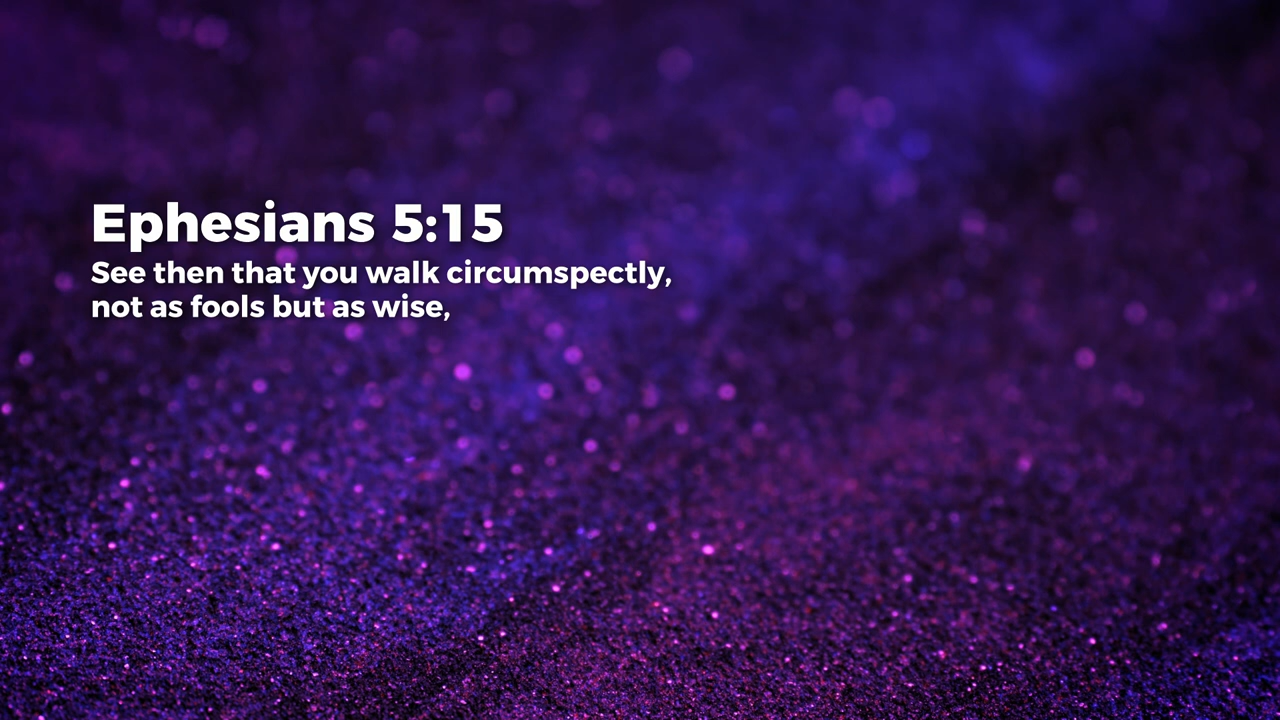 Ephesians 5:15
See then that you walk circumspectly,
not as fools but as wise,